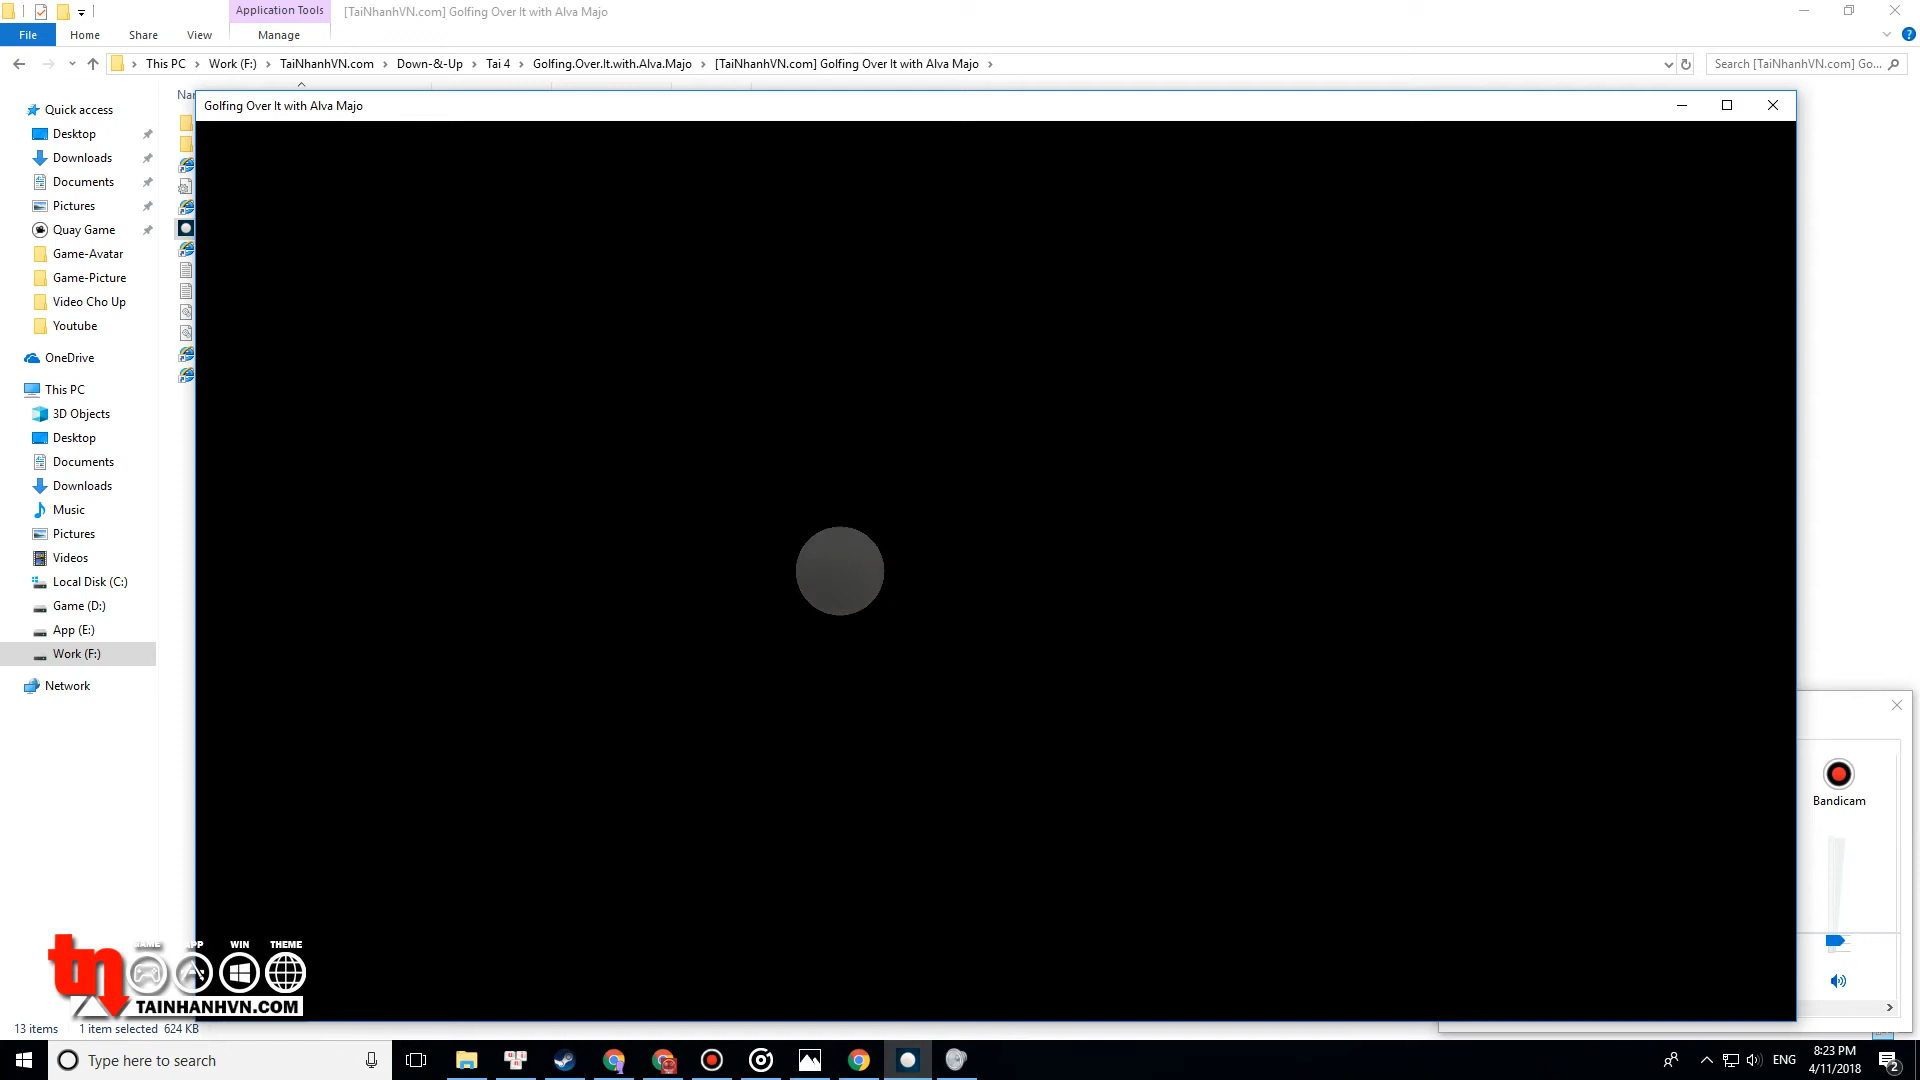 Application Tools
[TaiNhanhVN.com] Golfing Over It with Alva Majo
File
Home
Share
View
Manage
This PC
Work (F:)
TaiNhanhVN.com
Down-&-Up
Tai 4
Golfing.Over.It.with.Alva.Majo
[TaiNhanhVN.com] Golfing Over It with Alva Majo
Search [TaiNhanhVN.com] Go...
Golfing Over It with Alva Majo
Quick access
Desktop
Downloads
Documents
Pictures
Quay Game
Game-Avatar
Game-Picture
Video Cho Up
Youtube
OneDrive
This PC
3D Objects
Desktop
Documents
Downloads
Music
Pictures
Videos
Local Disk (C:)
Game (D:)
App (E:)
Work (F:)
Network
Bandicam
GAME
APP
WIN
THEME
tn
TAINHANHVN.COM
13 items
1 item selected 624 KB
Type here to search
ENG
8:23 PM
4/11/2018
2